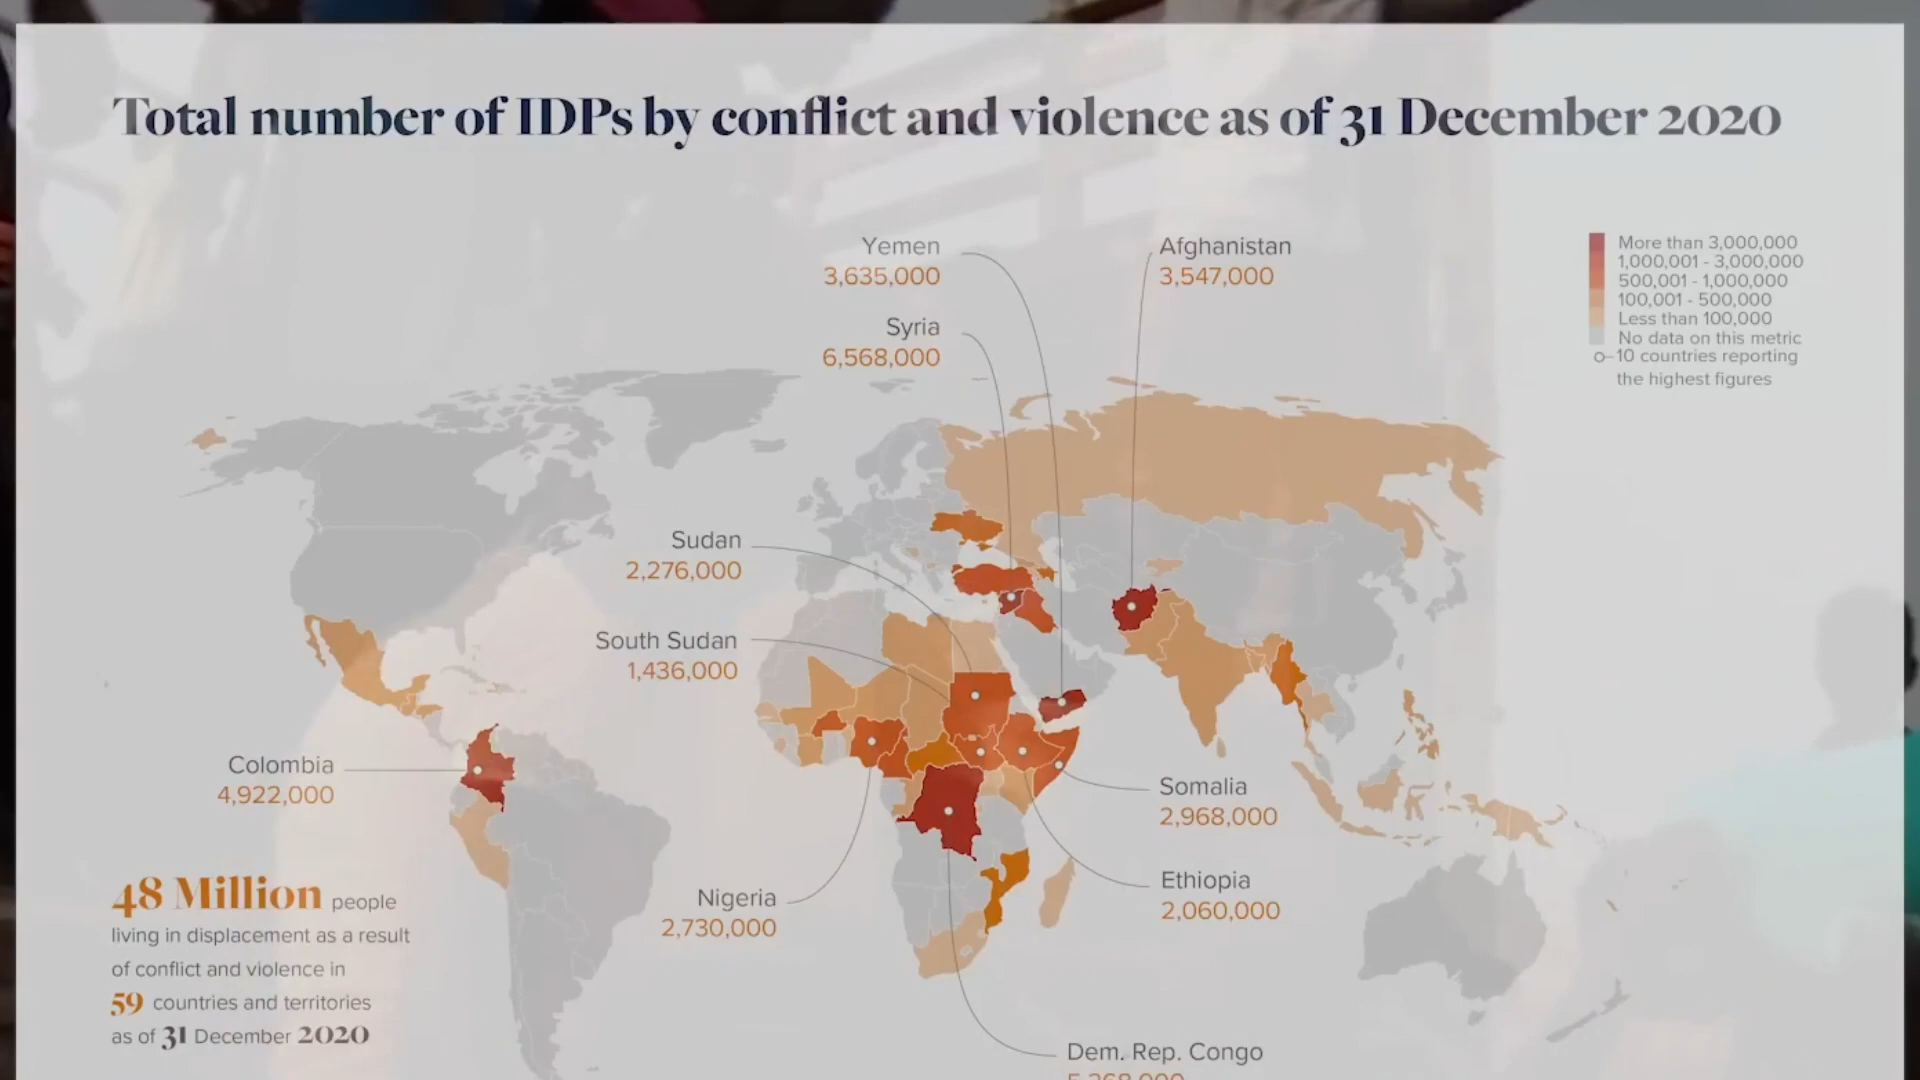 Total number of IDPs by conflict and violence as of 31 December 2020
Yemen
3,635,000
Afghanistan
3,547,000
Syria
6,568,000
More than 3,000,000
1,000,001 - 3,000,000
500,001 - 1,000,000
100,001 - 500,000
Less than 100,000
No data on this metric
10 countries reporting
the highest figures
Sudan
2,276,000
South Sudan
1,436,000
Colombia
4,922,000
Somalia
2,968,000
Nigeria
2,730,000
Ethiopia
2,060,000
48 Million people
living in displacement as a result
of conflict and violence in
59 countries and territories
as of 31 December 2020
Dem. Rep. Congo